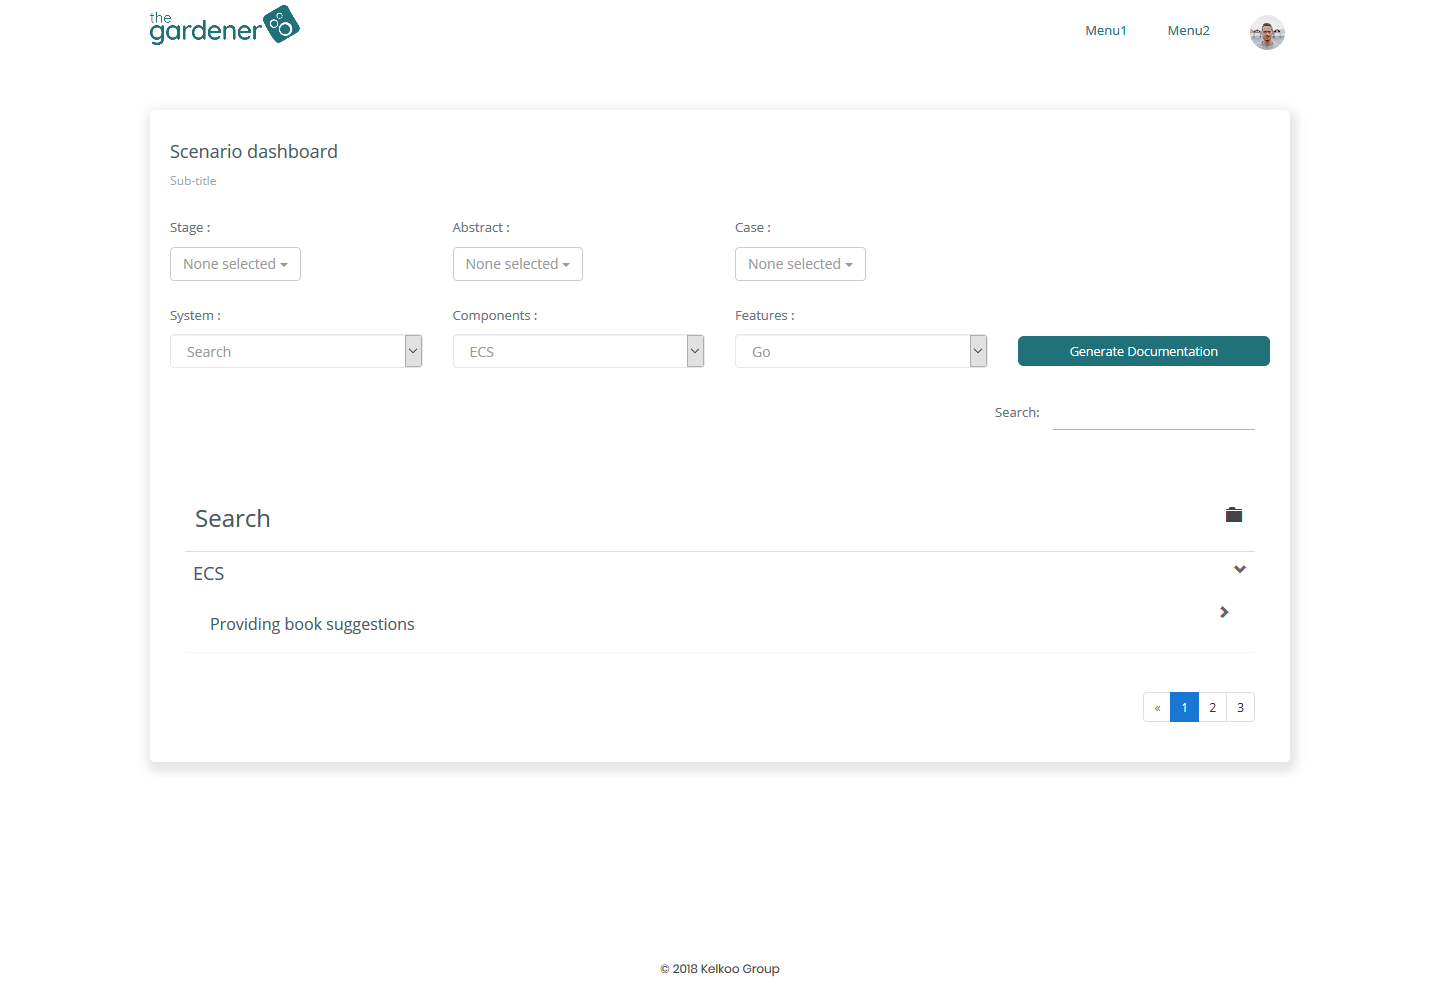 the
gardener
Menu1 Menu2
Scenario dashboard
Sub-title
Stage : Abstract : Case :
None selected None selected None selected
System : Components : Features :
Search ECS Go Generate Documentation
Search:
Search
ECS
Providing book suggestions
« 1 2 3
© 2018 Kelkoo Group